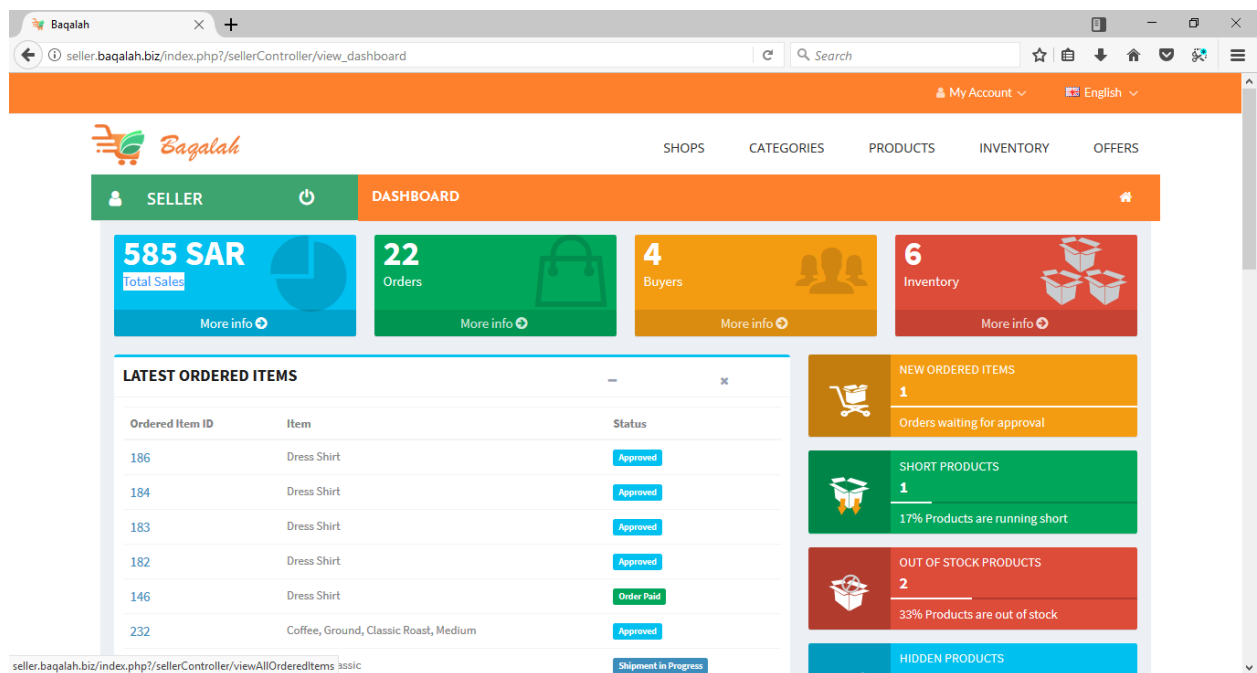 Baqalah
seller.baqalah.biz/index.php?/sellerController/view_dashboard
Search
My Account
English
Baqalah
SHOPS CATEGORIES PRODUCTS INVENTORY OFFERS
SELLER
DASHBOARD
585 SAR
Total Sales
More info
22
Orders
More info
4
Buyers
More info
6
Inventory
More info
LATEST ORDERED ITEMS
Ordered Item ID Item Status
186 Dress Shirt Approved
184 Dress Shirt Approved
183 Dress Shirt Approved
182 Dress Shirt Approved
146 Dress Shirt Order Paid
232 Coffee, Ground, Classic Roast, Medium Approved
Shipment in Progress
NEW ORDERED ITEMS
1
Orders waiting for approval
SHORT PRODUCTS
1
17% Products are running short
OUT OF STOCK PRODUCTS
2
33% Products are out of stock
HIDDEN PRODUCTS
seller.baqalah.biz/index.php?/sellerController/viewAllOrderedItems